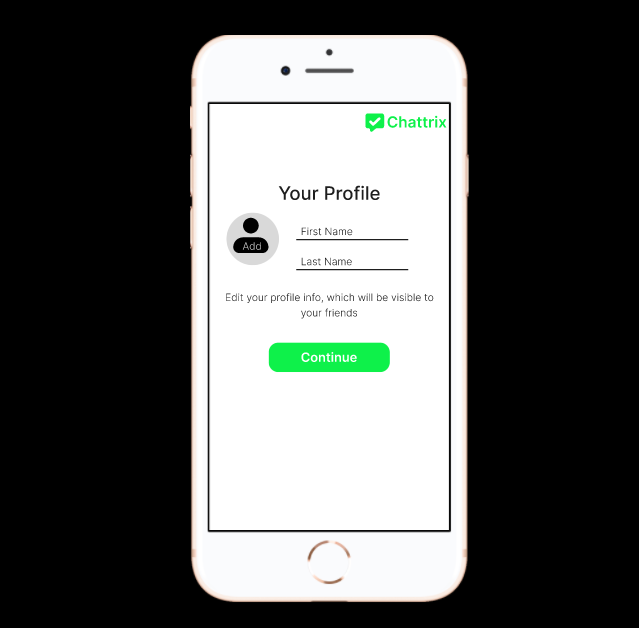 Chattrix
Your Profile
First Name
Add
Last Name
Edit your profile info, which will be visible to
your friends
Continue